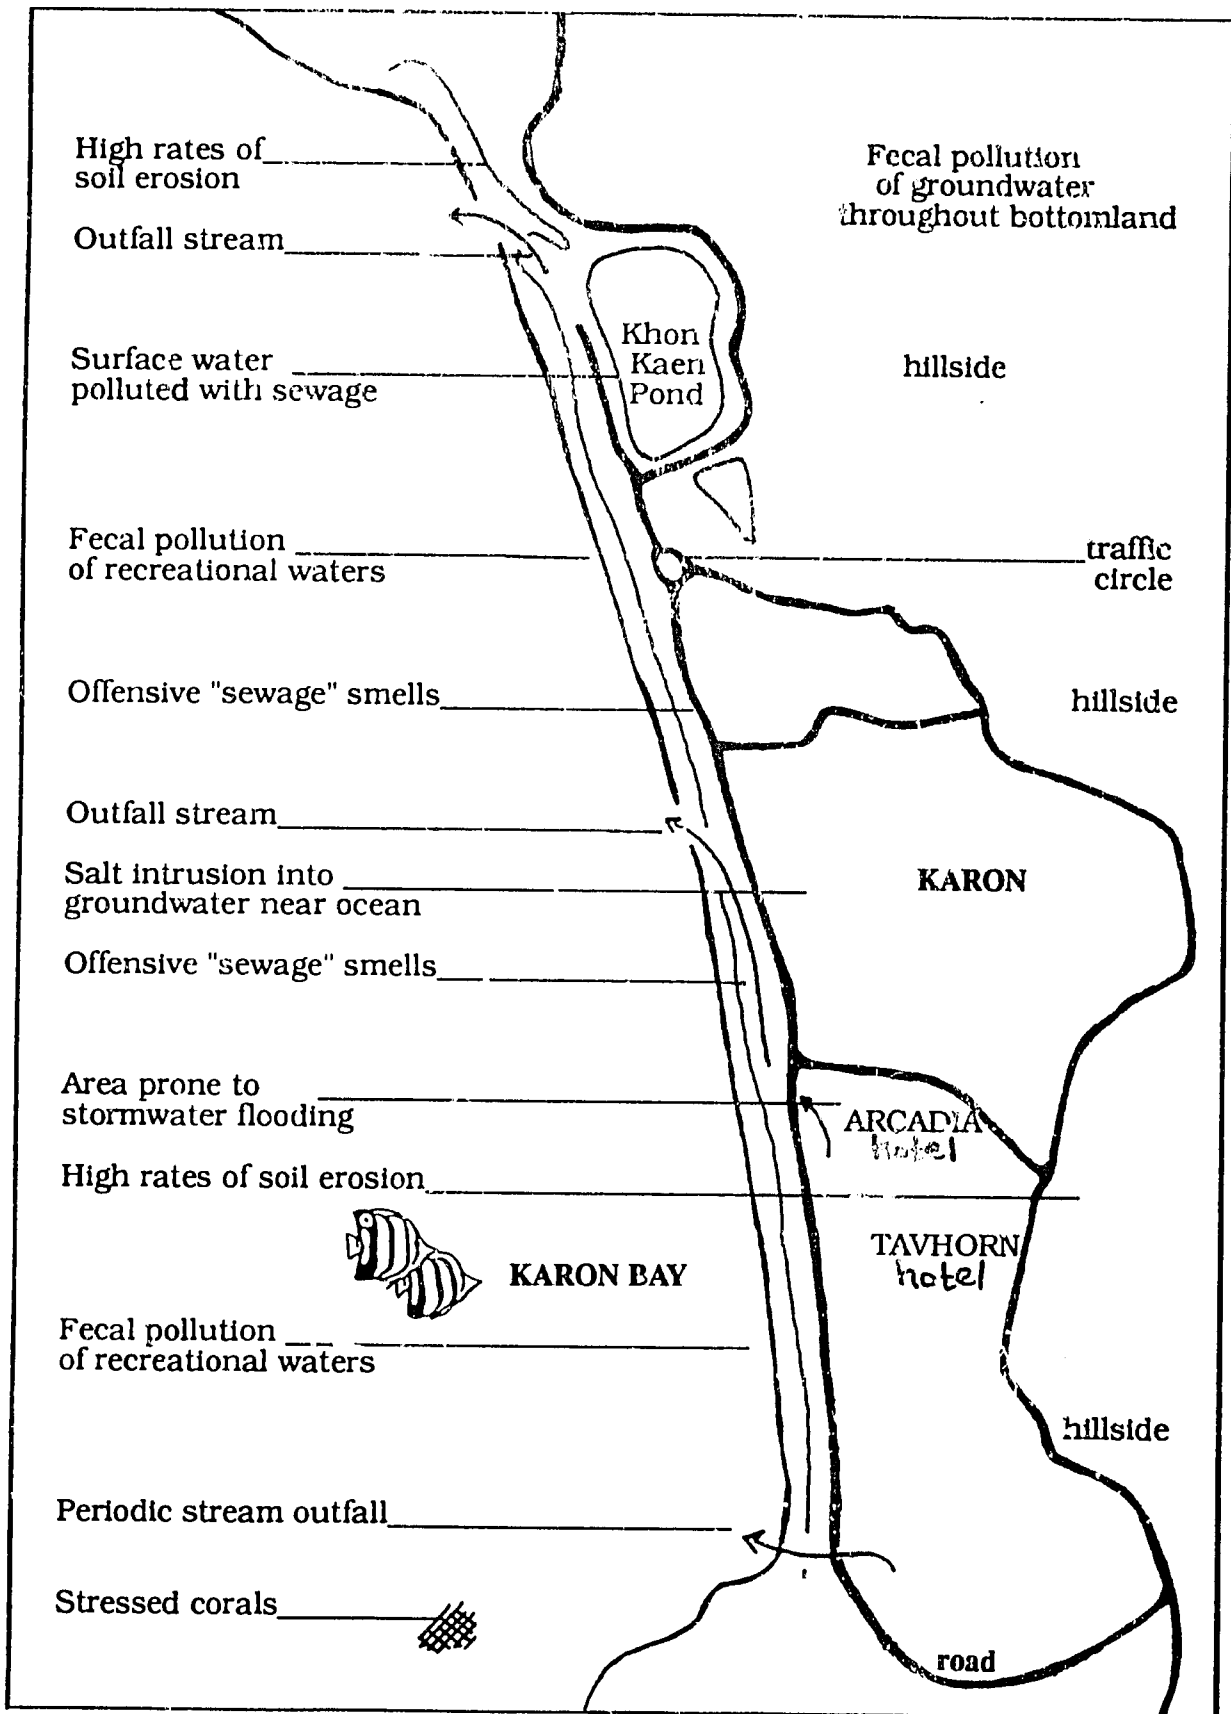 High rates of
soil erosion
Fecal pollution
of groundwater
throughout bottomland
Outfall stream
Khon
Kaen
Pond
Surface water
polluted with sewage
hillside
Fecal pollution
of recreational waters
traffic
circle
Offensive "sewage" smells
hillside
Outfall stream
Salt intrusion into
groundwater near ocean
KARON
Offensive "sewage" smells
Area prone to
stormwater flooding
ARCADIA
hotel
High rates of soil erosion
TAVHORN
hotel
KARON BAY
Fecal pollution
of recreational waters
hillside
Periodic stream outfall
Stressed corals
road